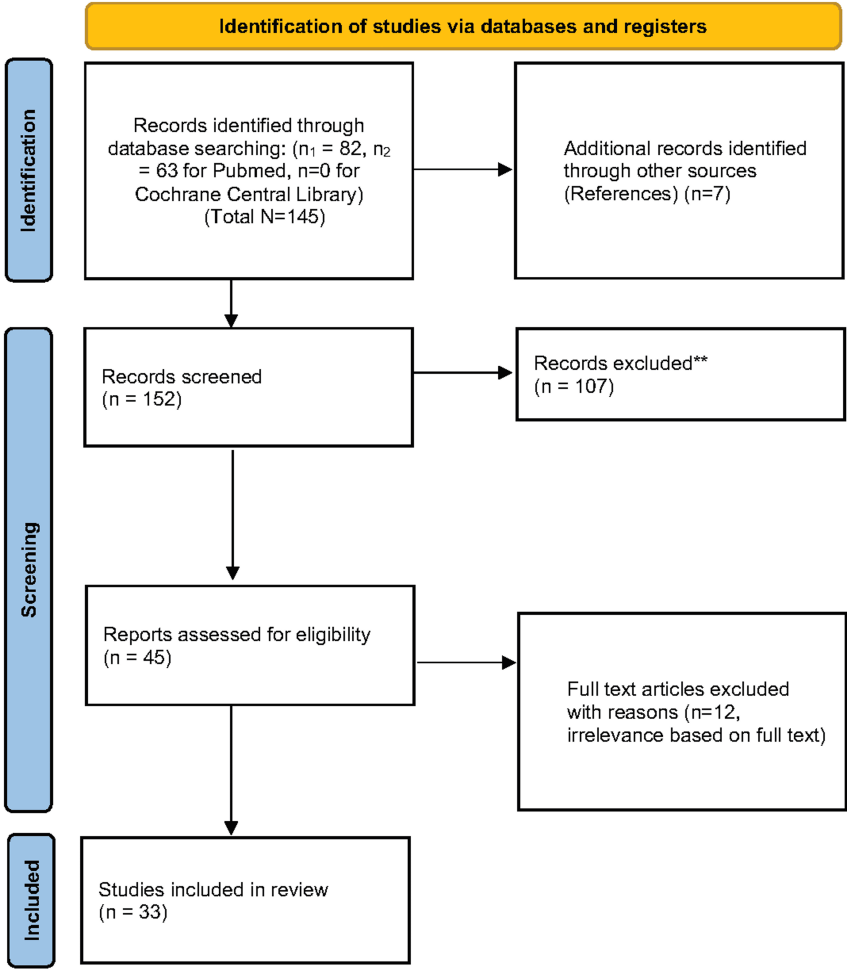 Identification of studies via databases and registers
Identification
Records identified through
database searching: (n₁ = 82, n₂
= 63 for Pubmed, n=0 for
Cochrane Central Library)
(Total N=145)
Additional records identified
through other sources
(References) (n=7)
Screening
Records screened
(n = 152)
Records excluded**
(n = 107)
Reports assessed for eligibility
(n = 45)
Full text articles excluded
with reasons (n=12,
irrelevance based on full text)
Included
Studies included in review
(n = 33)